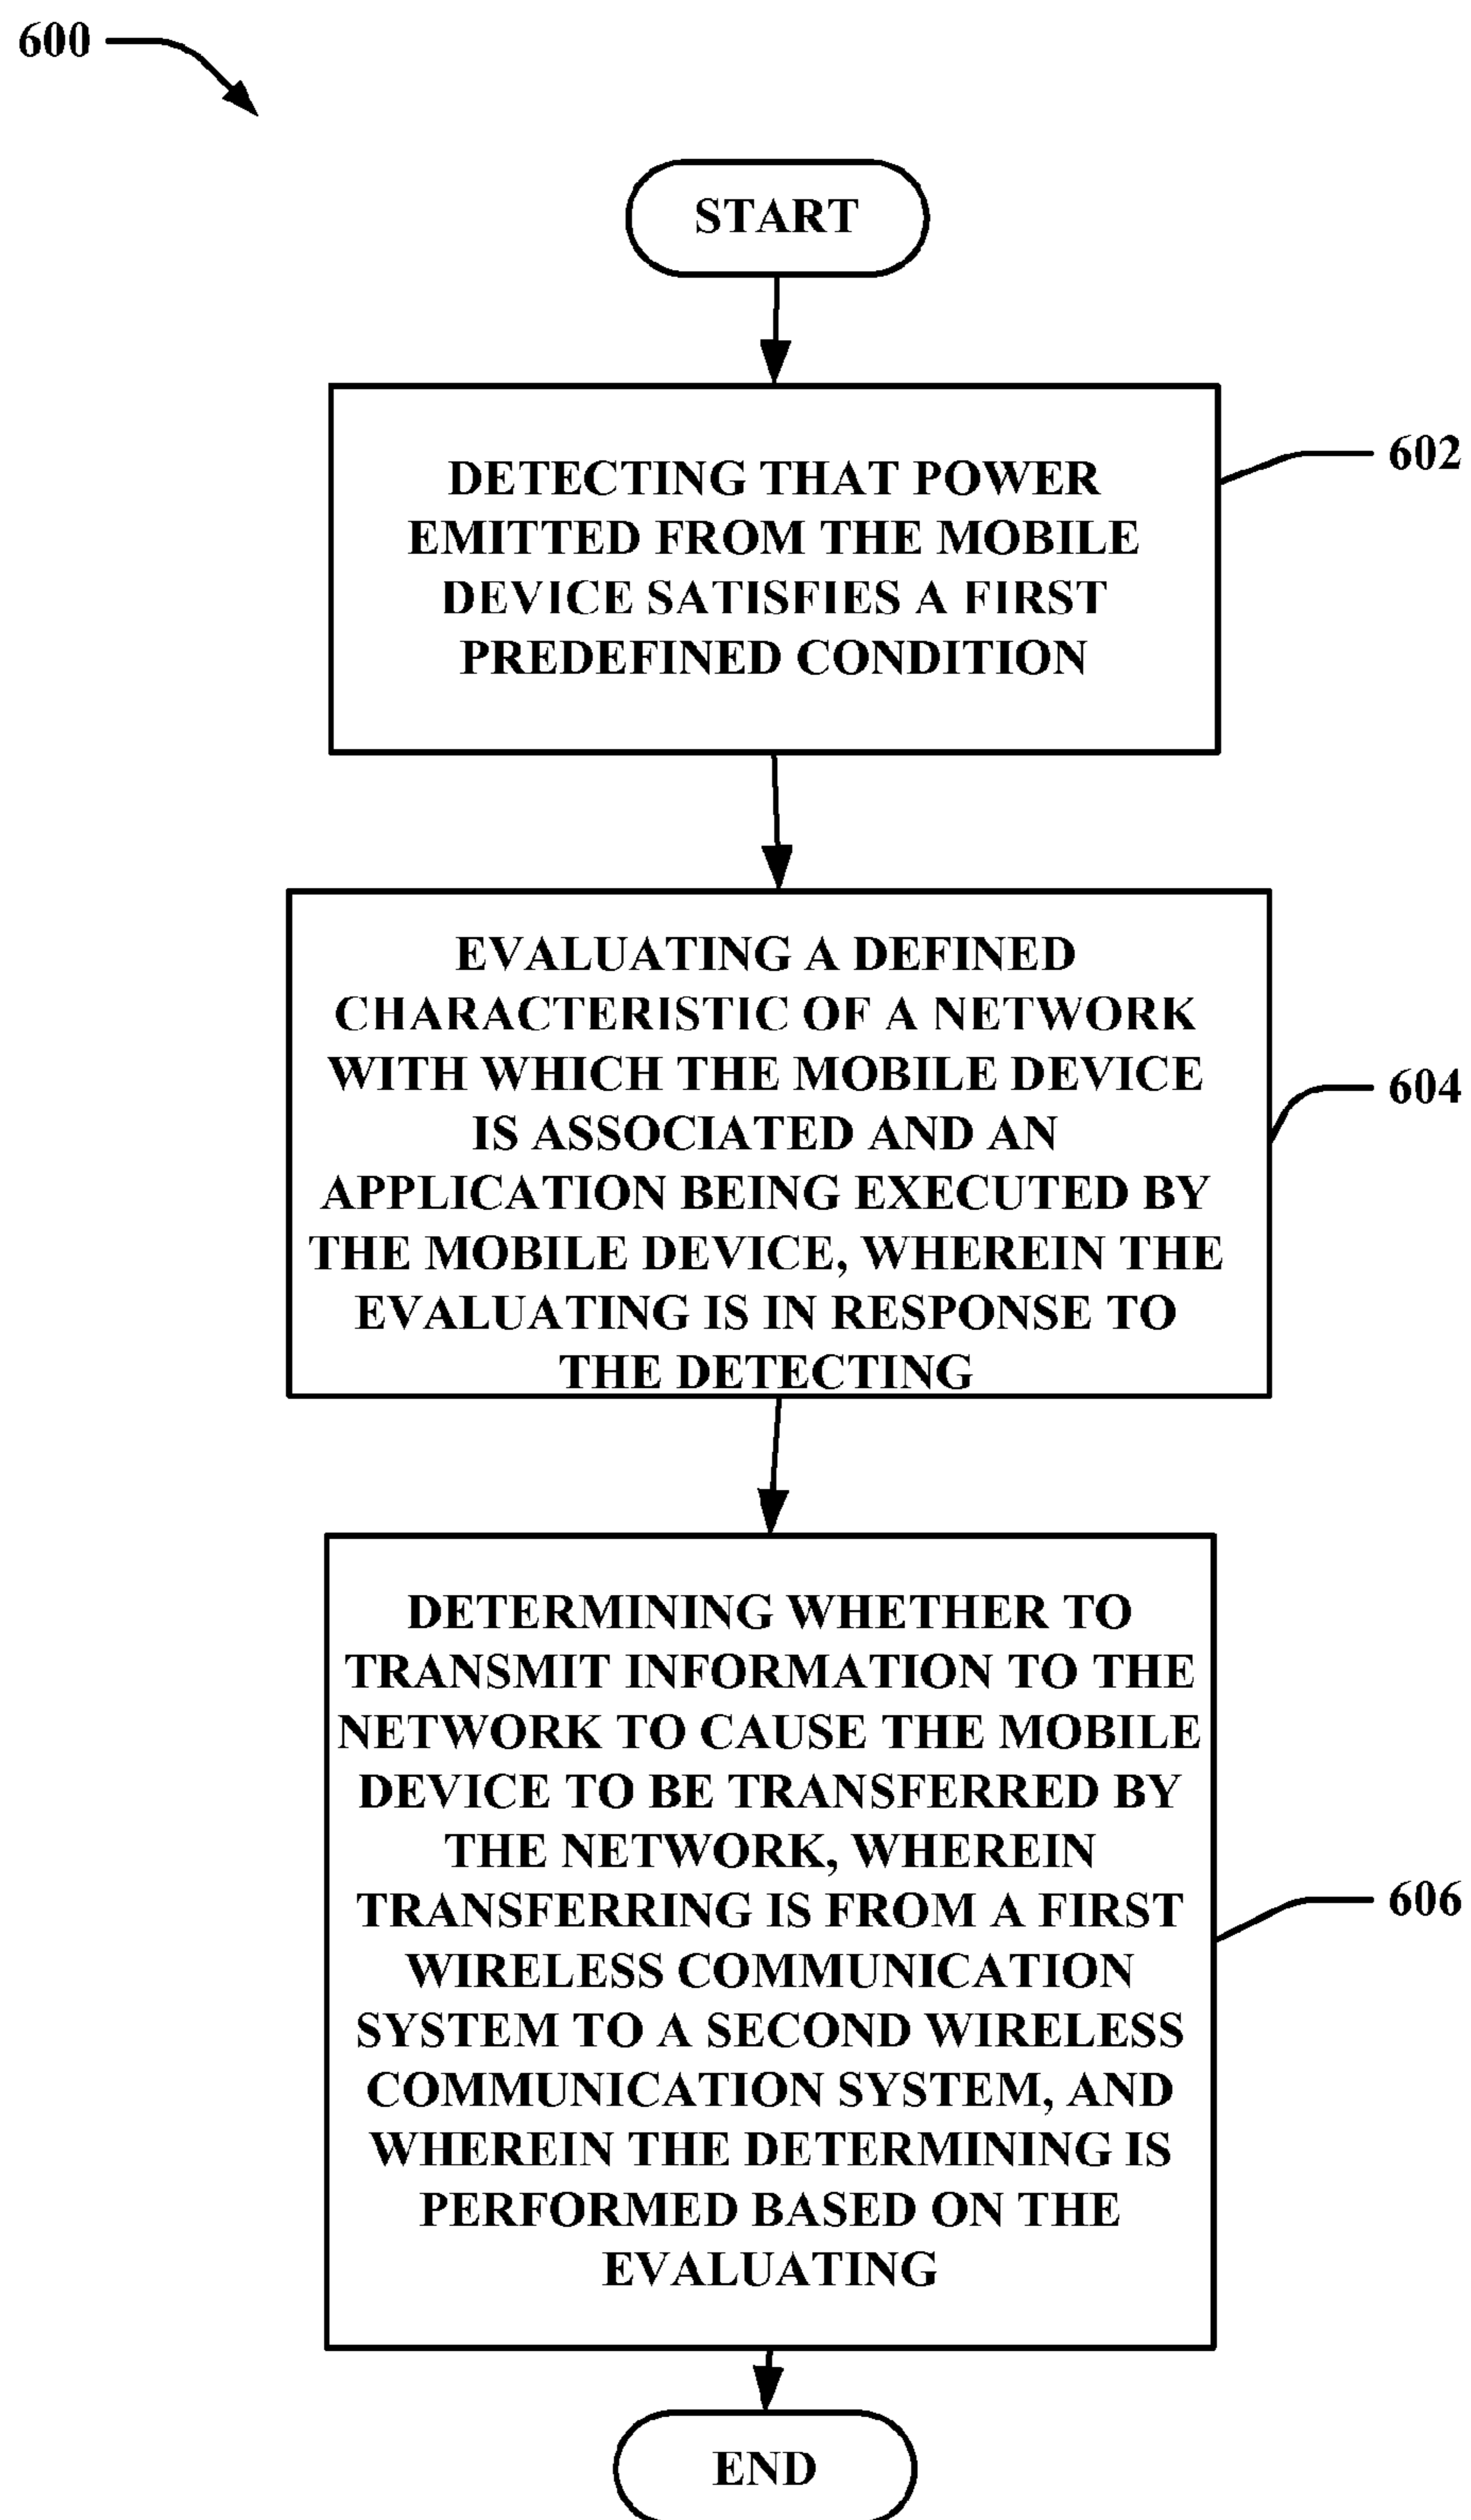 600
START
DETECTING THAT POWER
EMITTED FROM THE MOBILE
DEVICE SATISFIES A FIRST
PREDEFINED CONDITION
602
EVALUATING A DEFINED
CHARACTERISTIC OF A NETWORK
WITH WHICH THE MOBILE DEVICE
IS ASSOCIATED AND AN
APPLICATION BEING EXECUTED BY
THE MOBILE DEVICE, WHEREIN THE
EVALUATING IS IN RESPONSE TO
THE DETECTING
604
DETERMINING WHETHER TO
TRANSMIT INFORMATION TO THE
NETWORK TO CAUSE THE MOBILE
DEVICE TO BE TRANSFERRED BY
THE NETWORK, WHEREIN
TRANSFERRING IS FROM A FIRST
WIRELESS COMMUNICATION
SYSTEM TO A SECOND WIRELESS
COMMUNICATION SYSTEM, AND
WHEREIN THE DETERMINING IS
PERFORMED BASED ON THE
EVALUATING
606
END